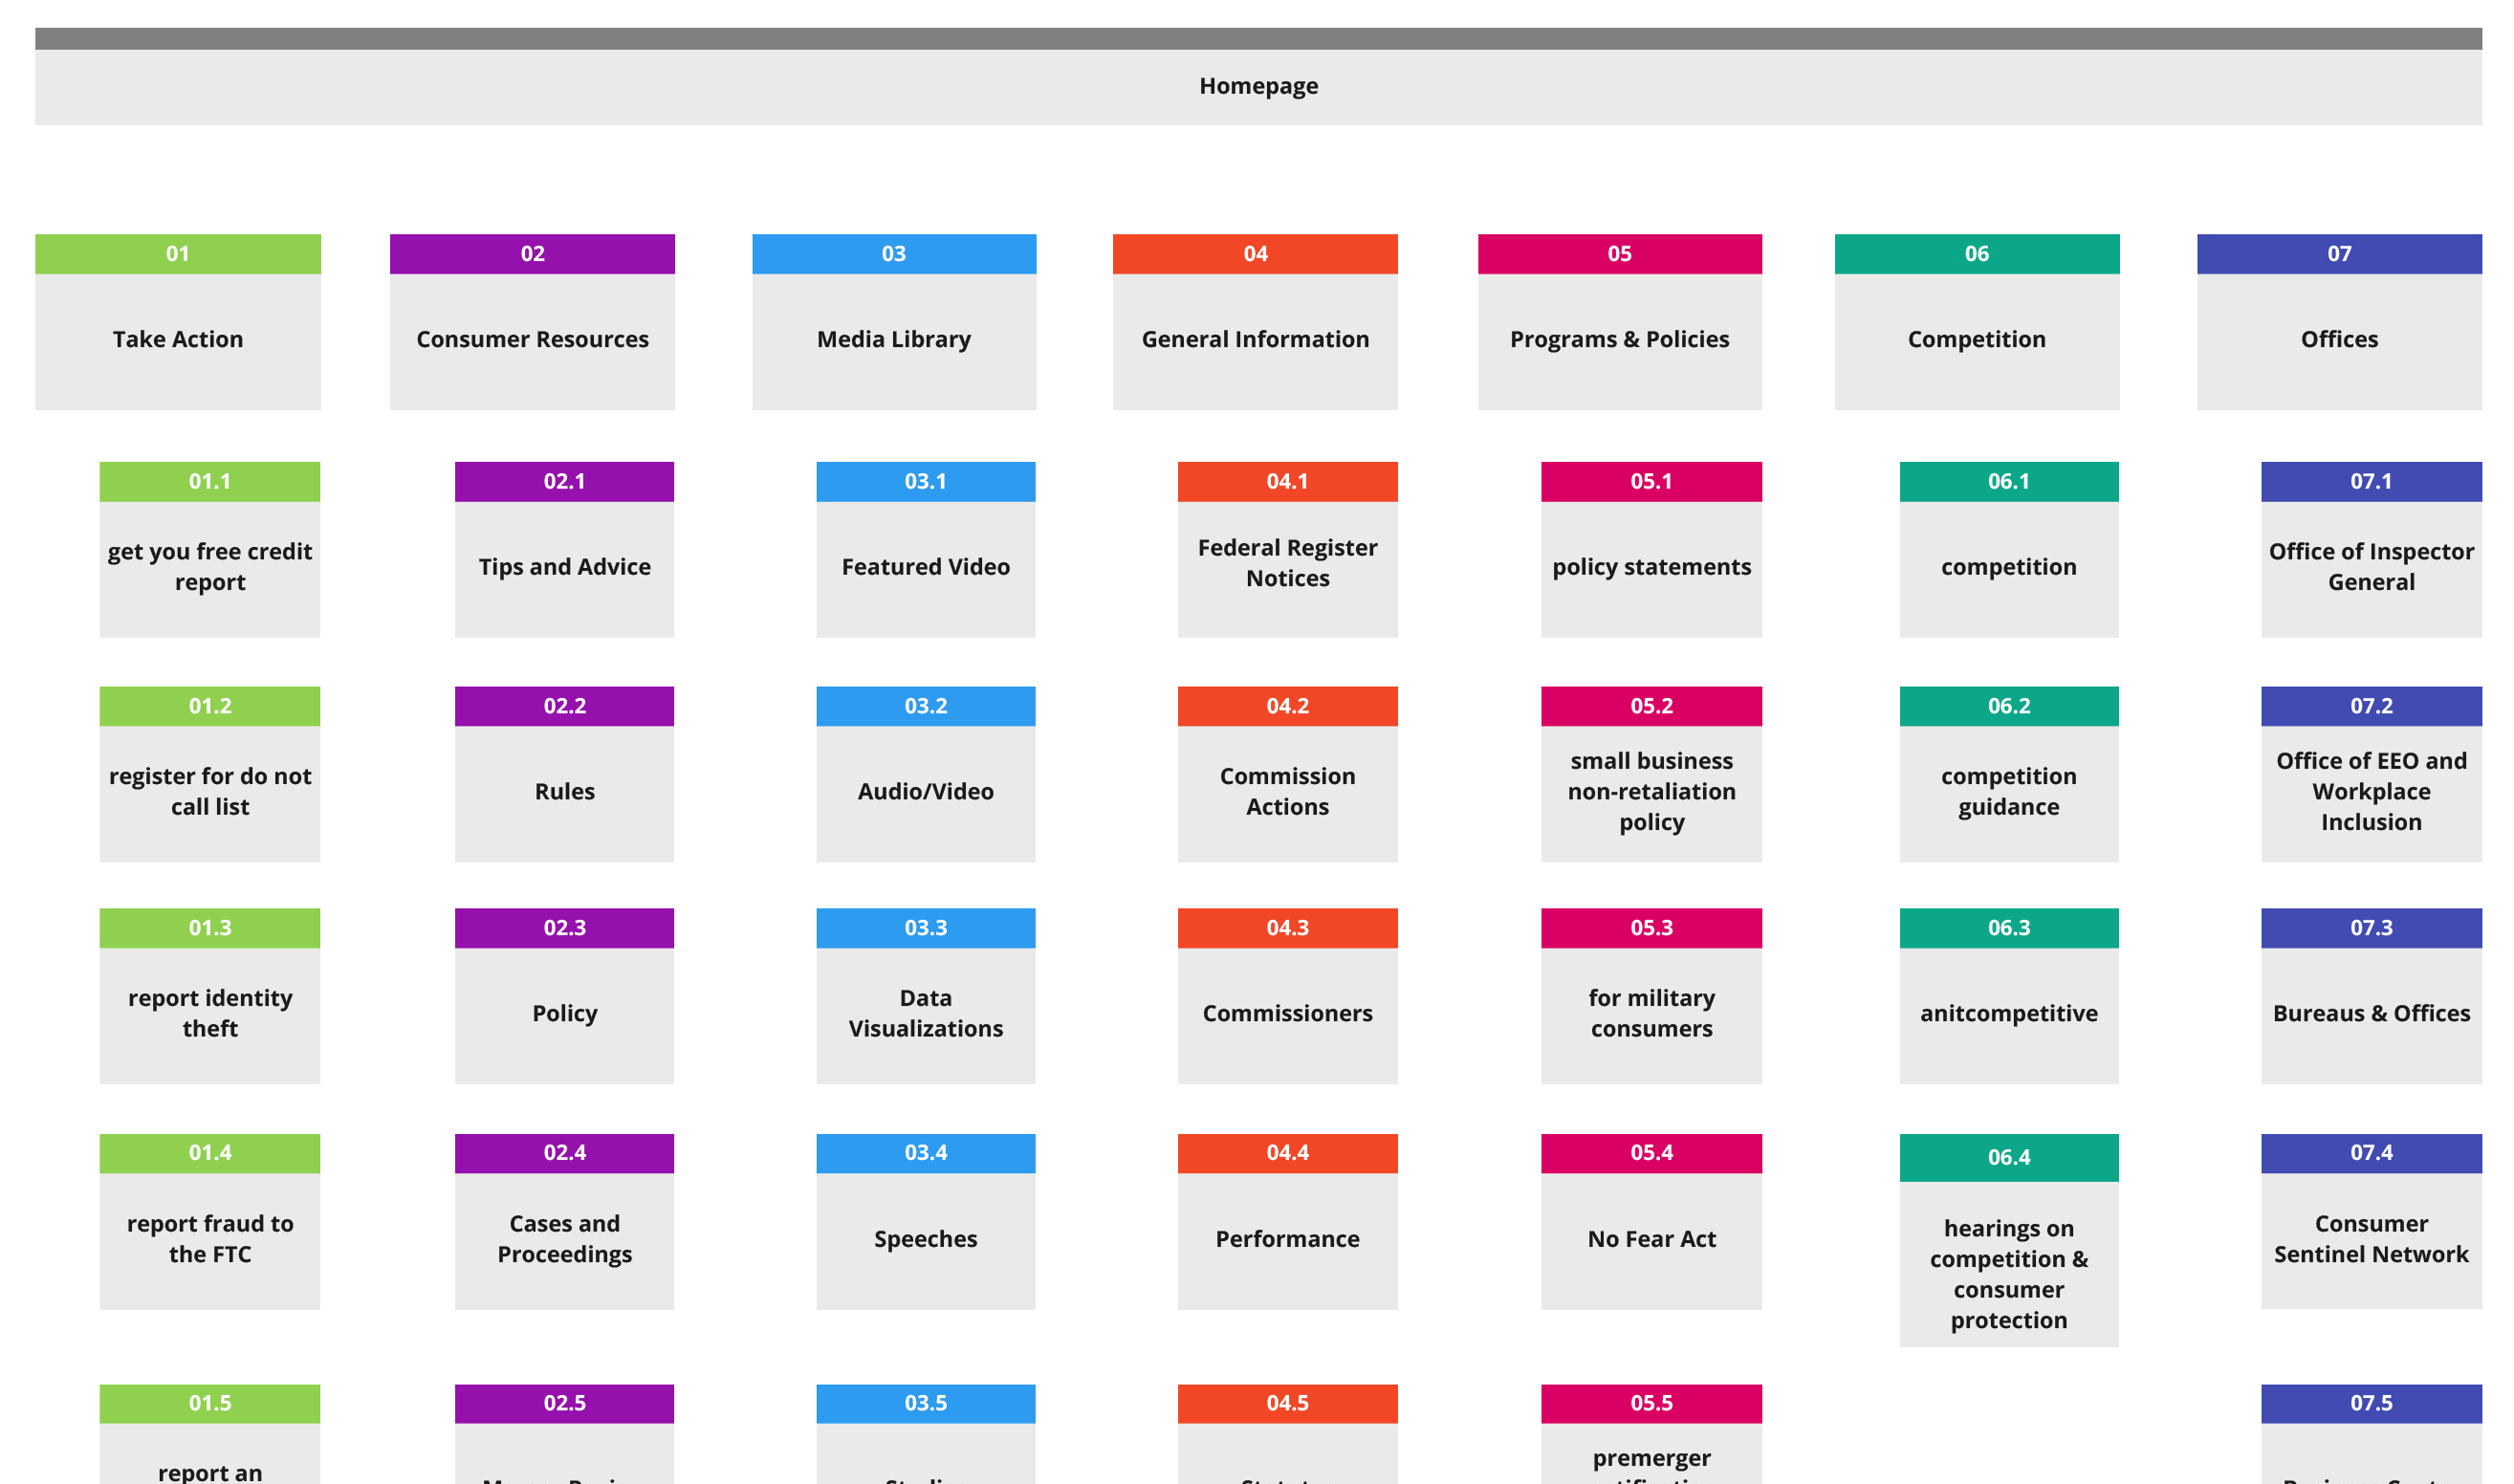 Homepage
01
Take Action
02
Consumer Resources
03
Media Library
04
General Information
05
Programs & Policies
06
Competition
07
Offices
01.1
get you free credit
report
02.1
Tips and Advice
03.1
Featured Video
04.1
Federal Register
Notices
05.1
policy statements
06.1
competition
07.1
Office of Inspector
General
01.2
register for do not
call list
02.2
Rules
03.2
Audio/Video
04.2
Commission
Actions
05.2
small business
non-retaliation
policy
06.2
competition
guidance
07.2
Office of EEO and
Workplace
Inclusion
01.3
report identity
theft
02.3
Policy
03.3
Data
Visualizations
04.3
Commissioners
05.3
for military
consumers
06.3
anitcompetitive
07.3
Bureaus & Offices
01.4
report fraud to
the FTC
02.4
Cases and
Proceedings
03.4
Speeches
04.4
Performance
05.4
No Fear Act
06.4
hearings on
competition &
consumer
protection
07.4
Consumer
Sentinel Network
01.5
report an
02.5
03.5
04.5
05.5
premerger
07.5